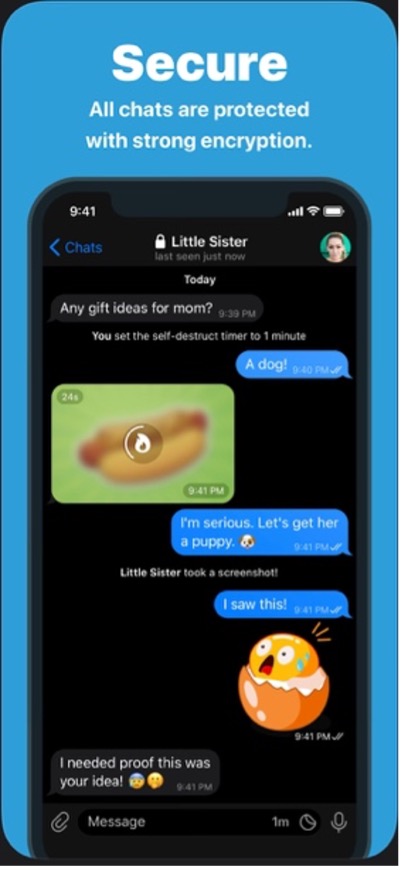 Secure
All chats are protected
with strong encryption.
9:41
Chats
Little Sister
last seen just now
Today
Any gift ideas for mom? 9:39 PM
You set the self-destruct timer to 1 minute
A dog! 9:40 PM
24s
9:41 PM
I'm serious. Let's get her
a puppy. 🐶 9:41 PM
Little Sister took a screenshot!
I saw this! 9:41 PM
9:41 PM
I needed proof this was
your idea! 😰🤭 9:41 PM
Message 1m